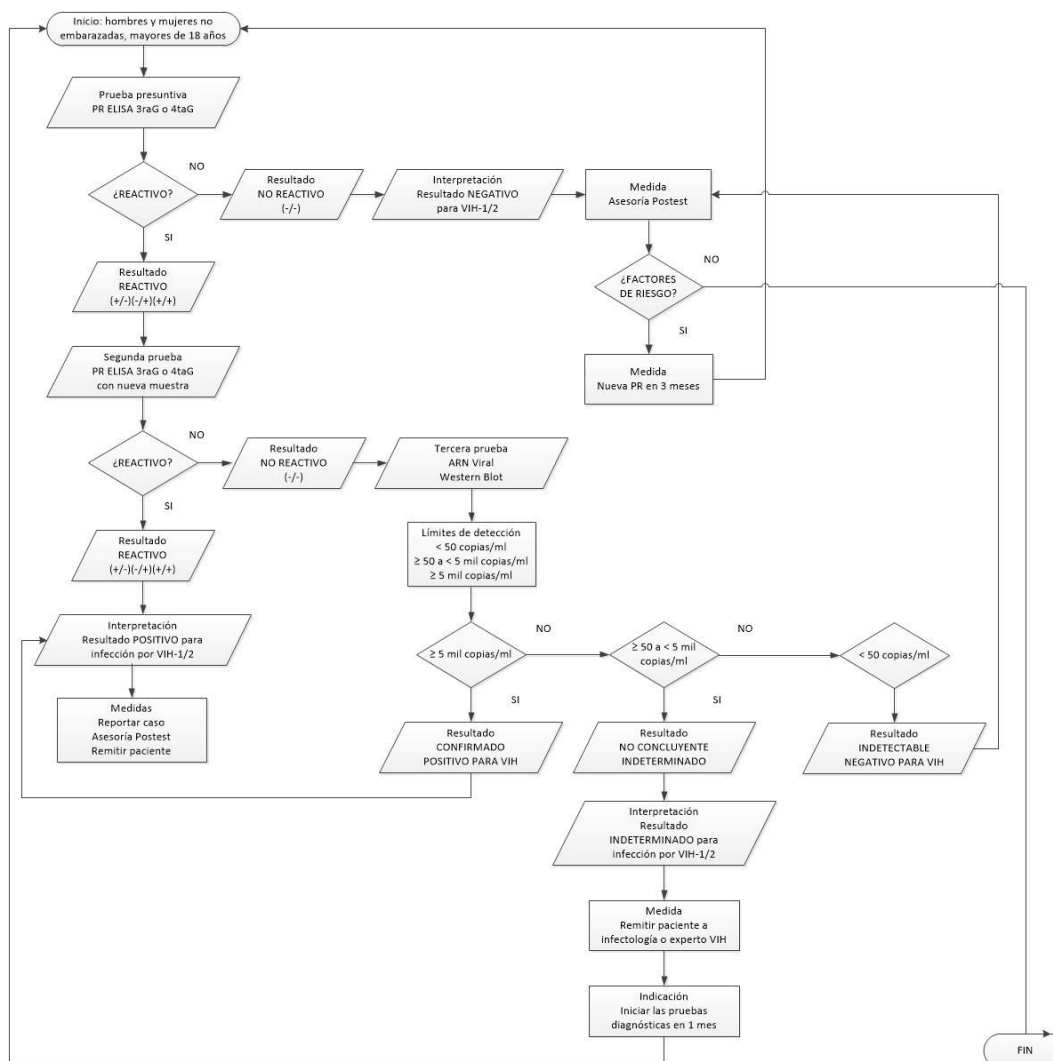 Inicio: hombres y mujeres no
embarazadas, mayores de 18 años
Prueba presuntiva
PR ELISA 3raG o 4taG
¿REACTIVO?
NO
Resultado
NO REACTIVO
(-/-)
Interpretación
Resultado NEGATIVO
para VIH-1/2
Medida
Asesoría Postest
SI
¿FACTORES
DE RIESGO?
NO
SI
Medida
Nueva PR en 3 meses
Resultado
REACTIVO
(+/-)(-/+)(+/+)
Segunda prueba
PR ELISA 3raG o 4taG
con nueva muestra
¿REACTIVO?
NO
Resultado
NO REACTIVO
(-/-)
Tercera prueba
ARN Viral
Western Blot
SI
Resultado
REACTIVO
(+/-)(-/+)(+/+)
Límites de detección
< 50 copias/ml
≥ 50 a < 5 mil copias/ml
≥ 5 mil copias/ml
Interpretación
Resultado POSITIVO para
infección por VIH-1/2
Medidas
Reportar caso
Asesoría Postest
Remitir paciente
≥ 5 mil copias/ml
NO
SI
≥ 50 a < 5 mil
copias/ml
NO
SI
< 50 copias/ml
Resultado
CONFIRMADO
POSITIVO PARA VIH
Resultado
NO CONCLUYENTE
INDETERMINADO
Resultado
INDETECTABLE
NEGATIVO PARA VIH
Interpretación
Resultado
INDETERMINADO para
infección por VIH-1/2
Medida
Remitir paciente a
infectología o experto VIH
Indicación
Iniciar las pruebas
diagnósticas en 1 mes
FIN